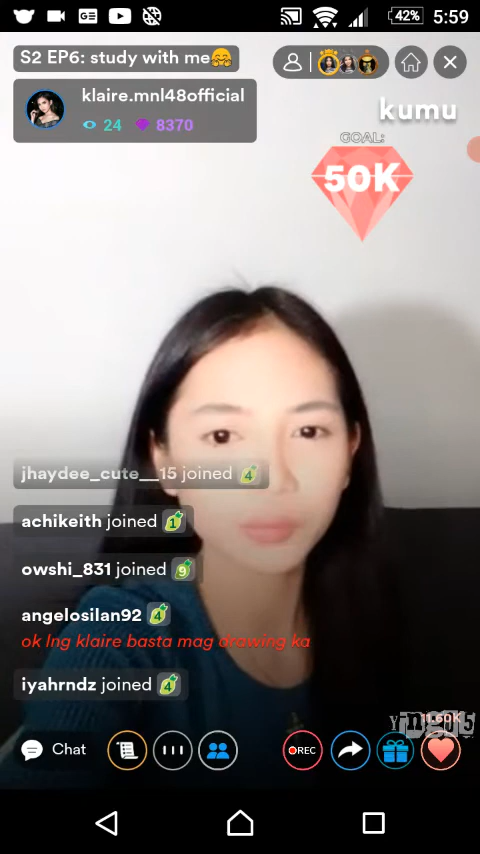 42% 5:59
S2 EP6: study with me🤗
klaire.mnl48official
24 8370
kumu
GOAL:
50K
jhaydee_cute__15 joined 4
achikeith joined 1
owshi_831 joined 9
angelosilan92 4
ok lng klaire basta mag drawing ka
iyahrndz joined 4
11.60K
Chat
REC